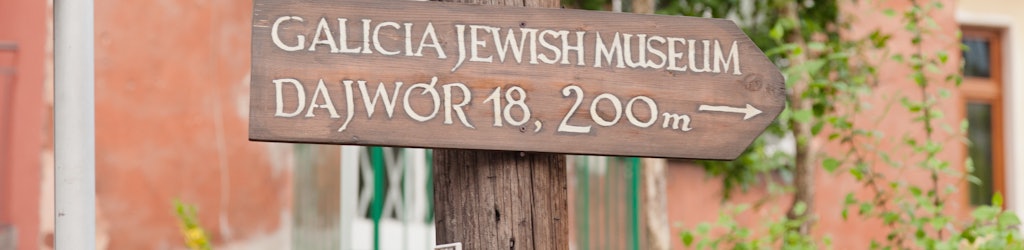 GALICIA JEWISH MUSEUM
DAJWÓR 18, 200m →